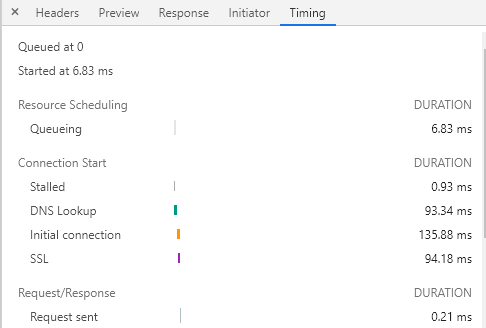 × Headers Preview Response Initiator Timing
Queued at 0
Started at 6.83 ms
Resource Scheduling DURATION
Queueing 6.83 ms
Connection Start DURATION
Stalled 0.93 ms
DNS Lookup 93.34 ms
Initial connection 135.88 ms
SSL 94.18 ms
Request/Response DURATION
Request sent 0.21 ms